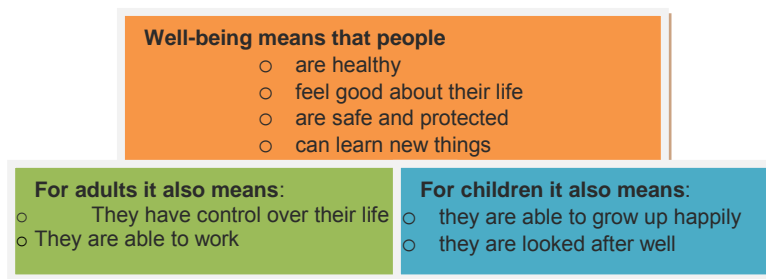 Well-being means that people
o are healthy
o feel good about their life
o are safe and protected
o can learn new things
For adults it also means:
o They have control over their life
o They are able to work
For children it also means:
o they are able to grow up happily
o they are looked after well